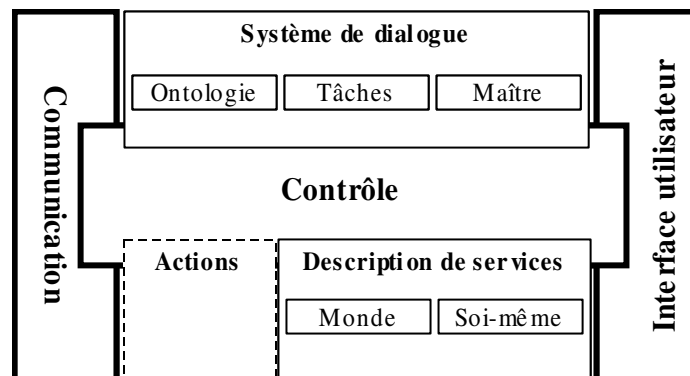 Système de dialogue
Ontologie
Tâches
Maître
Communication
Contrôle
Interface utilisateur
Actions
Description de services
Monde
Soi-même